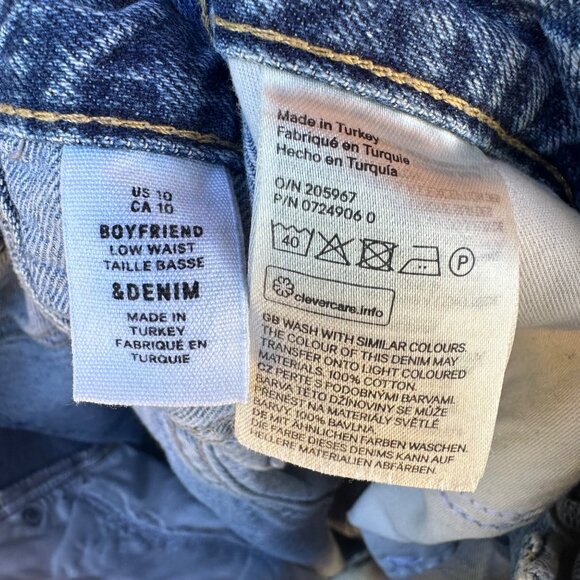 US 10
CA 10
BOYFRIEND
LOW WAIST
TAILLE BASSE
&DENIM
MADE IN
TURKEY
FABRIQUÉ EN
TURQUIE
Made in Turkey
Fabriqué en Turquie
Hecho en Turquía
O/N 205967
P/N 0724906 0
40 P
clevercare.info
GB WASH WITH SIMILAR COLOURS.
THE COLOUR OF THIS DENIM MAY
TRANSFER ONTO LIGHT COLOURED
MATERIALS. 100% COTTON.
CZ PERTE S PODOBNÝMI BARVAMI.
BARVA TÉTO DŽÍNOVINY SE MŮŽE
PŘENÉST NA MATERIÁLY SVĚTLÉ
BARVY. 100% BAVLNA.
DE MIT ÄHNLICHEN FARBEN WASCHEN.
DIE FARBE DIESES DENIMS KANN AUF
HELLERE MATERIALIEN ABFÄRBEN.